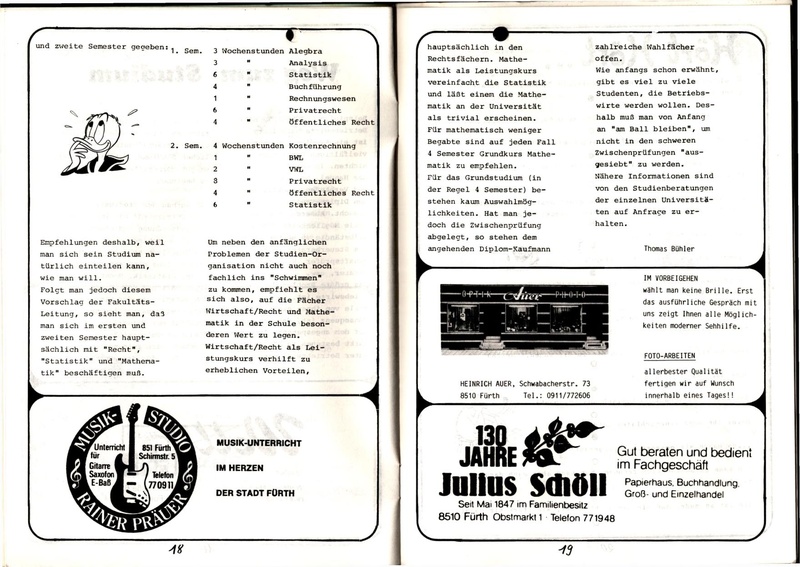 und zweite Semester gegeben: 1. Sem. 3 Wochenstunden Alegbra
3 " Analysis
6 " Statistik
4 " Buchführung
1 " Rechnungswesen
6 " Privatrecht
4 " Öffentliches Recht
2. Sem. 4 Wochenstunden Kostenrechnung
1 " BWL
2 " VWL
8 " Privatrecht
4 " Öffentliches Recht
6 " Statistik
Empfehlungen deshalb, weil
man sich sein Studium na-
türlich einteilen kann,
wie man will.
Folgt man jedoch diesem
Vorschlag der Fakultäts-
Leitung, so sieht man, daß
man sich im ersten und
zweiten Semester haupt-
sächlich mit "Recht",
"Statistik" und "Mathema-
tik" beschäftigen muß.
Um neben den anfänglichen
Problemen der Studien-Or-
ganisation nicht auch noch
fachlich ins "Schwimmen"
zu kommen, empfiehlt es
sich also, auf die Fächer
Wirtschaft/Recht und Mathe-
matik in der Schule beson-
deren Wert zu legen.
Wirtschaft/Recht als Lei-
stungskurs verhilft zu
erheblichen Vorteilen,
MUSIK-STUDIO
Unterricht
für
Gitarre
Saxofon
E-Baß
851 Fürth
Schirmstr. 5
Telefon
770911
RAINER PRÄUER
MUSIK-UNTERRICHT
IM HERZEN
DER STADT FÜRTH
18
hauptsächlich in den
Rechtsfächern. Mathe-
matik als Leistungskurs
vereinfacht die Statistik
und läßt einem die Mathe-
matik an der Universität
als trivial erscheinen.
Für mathematisch weniger
Begabte sind auf jeden Fall
4 Semester Grundkurs Mathe-
matik zu empfehlen.
Für das Grundstudium (in
der Regel 4 Semester) be-
stehen kaum Auswahlmög-
lichkeiten. Hat man je-
doch die Zwischenprüfung
abgelegt, so stehen dem
angehenden Diplom-Kaufmann
zahlreiche Wahlfächer
offen.
Wie anfangs schon erwähnt,
gibt es viel zu viele
Studenten, die Betriebs-
wirte werden wollen. Des-
halb muß man von Anfang
an "am Ball bleiben", um
nicht in den schweren
Zwischenprüfungen "aus-
gesiebt" zu werden.
Nähere Informationen sind
von den Studienberatungen
der einzelnen Universitä-
ten auf Anfrage zu er-
halten.
Thomas Bühler
OPTIK Auer PHOTO
HEINRICH AUER, Schwabacherstr. 73
8510 Fürth Tel.: 0911/772606
IM VORBEIGEHEN
wählt man keine Brille. Erst
das ausführliche Gespräch mit
uns zeigt Ihnen alle Möglich-
keiten moderner Sehhilfe.
FOTO-ARBEITEN
allerbester Qualität
fertigen wir auf Wunsch
innerhalb eines Tages!!
130
JAHRE
Julius Schöll
Seit Mai 1847 im Familienbesitz
8510 Fürth Obstmarkt 1 · Telefon 771948
Gut beraten und bedient
im Fachgeschäft
Papierhaus, Buchhandlung,
Groß- und Einzelhandel
19